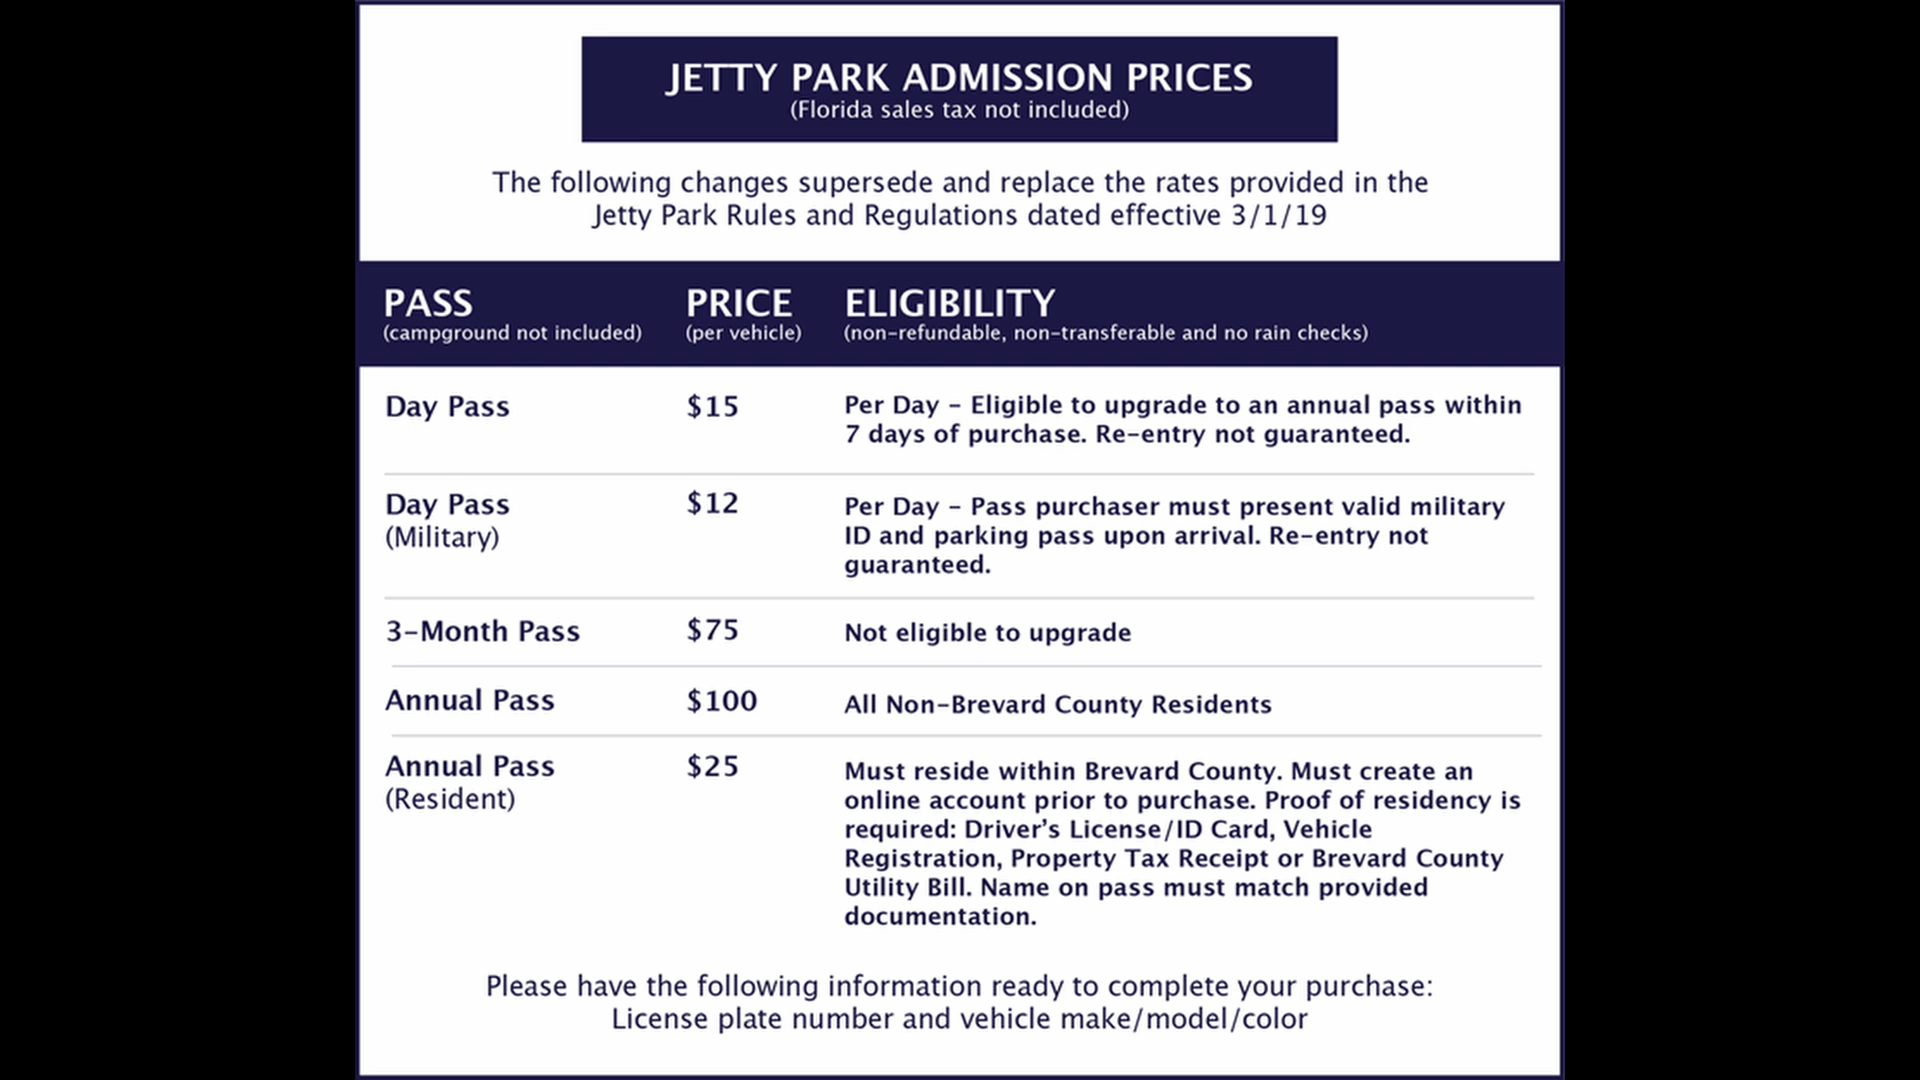 JETTY PARK ADMISSION PRICES
(Florida sales tax not included)
The following changes supersede and replace the rates provided in the
Jetty Park Rules and Regulations dated effective 3/1/19
PASS PRICE ELIGIBILITY
(campground not included) (per vehicle) (non-refundable, non-transferable and no rain checks)
Day Pass $15 Per Day - Eligible to upgrade to an annual pass within
7 days of purchase. Re-entry not guaranteed.
Day Pass $12 Per Day - Pass purchaser must present valid military
(Military) ID and parking pass upon arrival. Re-entry not
guaranteed.
3-Month Pass $75 Not eligible to upgrade
Annual Pass $100 All Non-Brevard County Residents
Annual Pass $25 Must reside within Brevard County. Must create an
(Resident) online account prior to purchase. Proof of residency is
required: Driver’s License/ID Card, Vehicle
Registration, Property Tax Receipt or Brevard County
Utility Bill. Name on pass must match provided
documentation.
Please have the following information ready to complete your purchase:
License plate number and vehicle make/model/color